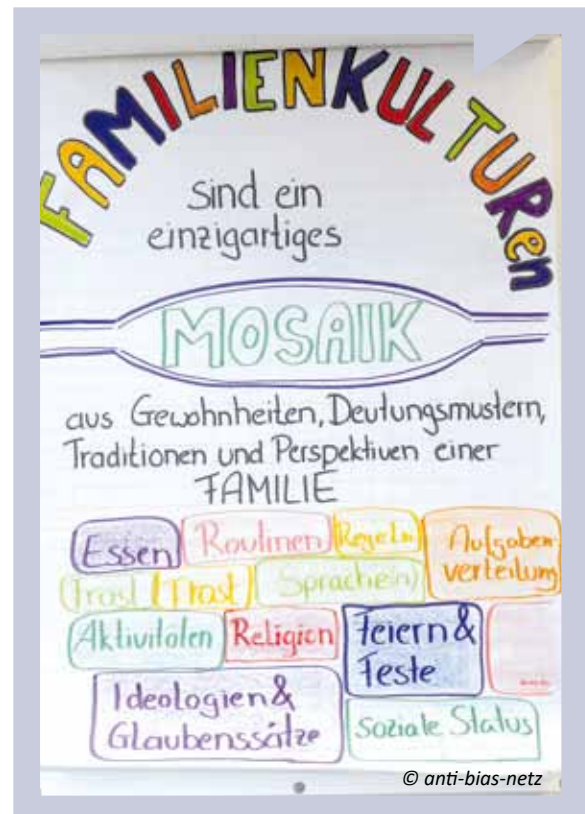 FAMILIENKULTURen
sind ein
einzigartiges
MOSAIK
aus Gewohnheiten, Deutungsmustern,
Traditionen und Perspektiven einer
FAMILIE
Essen Routinen Regeln Aufgaben-
verteilung
Trost Sprache(n)
Aktivitäten Religion Feiern &
Feste
Ideologien &
Glaubenssätze
Soziale Status
© anti-bias-netz